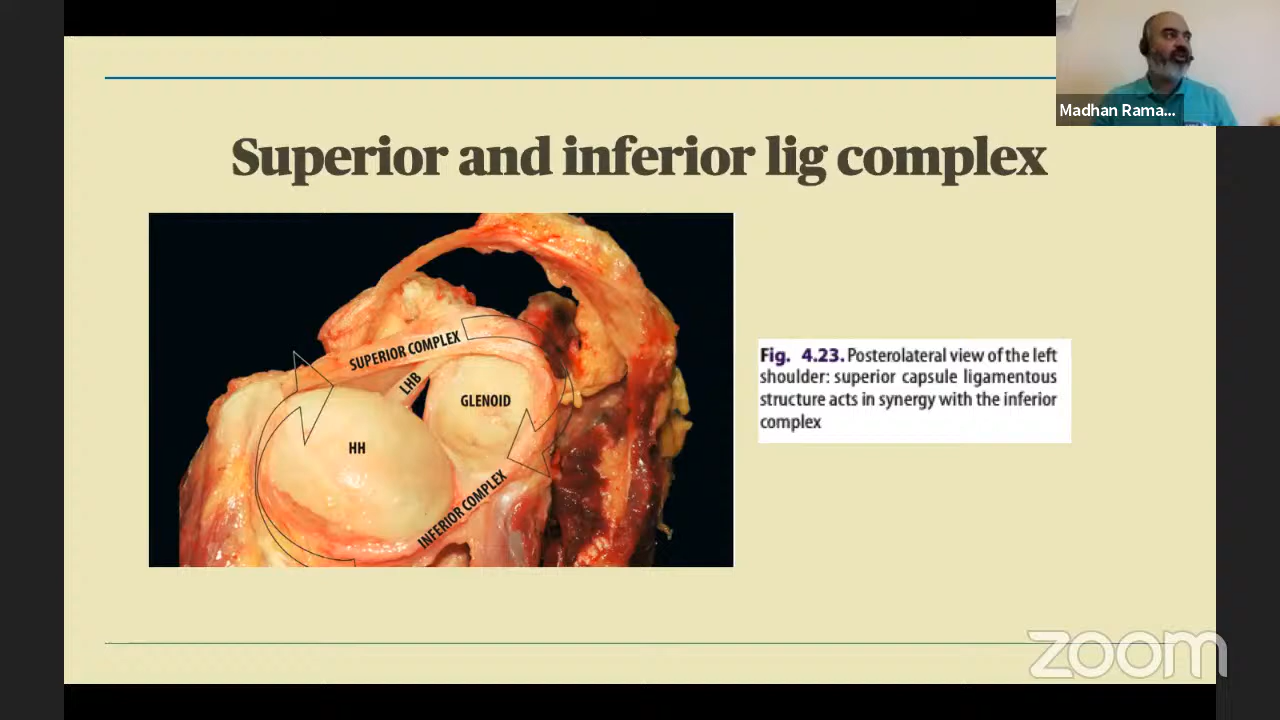 Madhan Rama...
Superior and inferior lig complex
SUPERIOR COMPLEX
LHB
GLENOID
HH
INFERIOR COMPLEX
Fig. 4.23. Posterolateral view of the left
shoulder: superior capsule ligamentous
structure acts in synergy with the inferior
complex
zoom